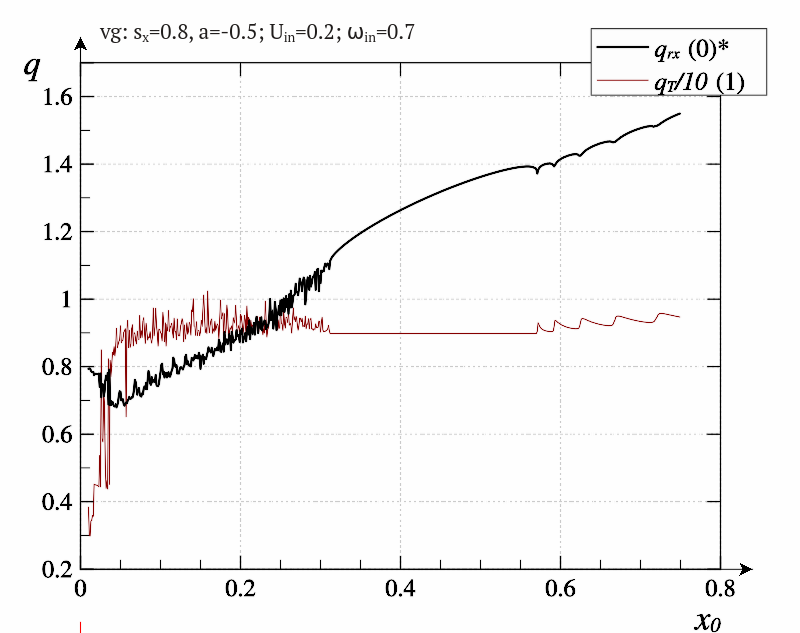 vg: sx=0.8, a=-0.5; Uin=0.2; ωin=0.7
qrx (0)*
qT/10 (1)
q
1.6
1.4
1.2
1
0.8
0.6
0.4
0.2
0 0.2 0.4 0.6 0.8
x0